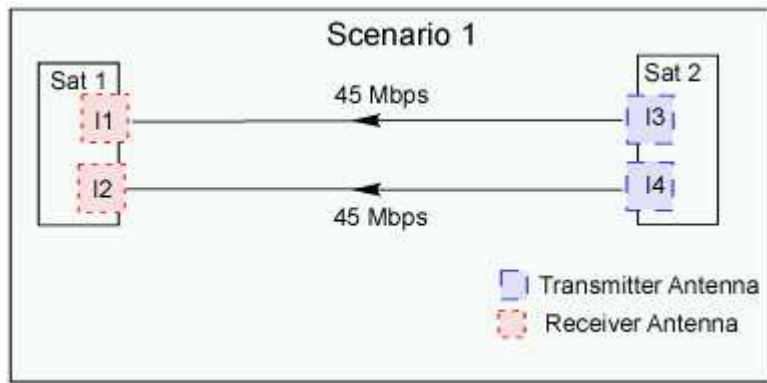 Scenario 1
Sat 1
Sat 2
45 Mbps
I1
I3
I2
I4
45 Mbps
Transmitter Antenna
Receiver Antenna